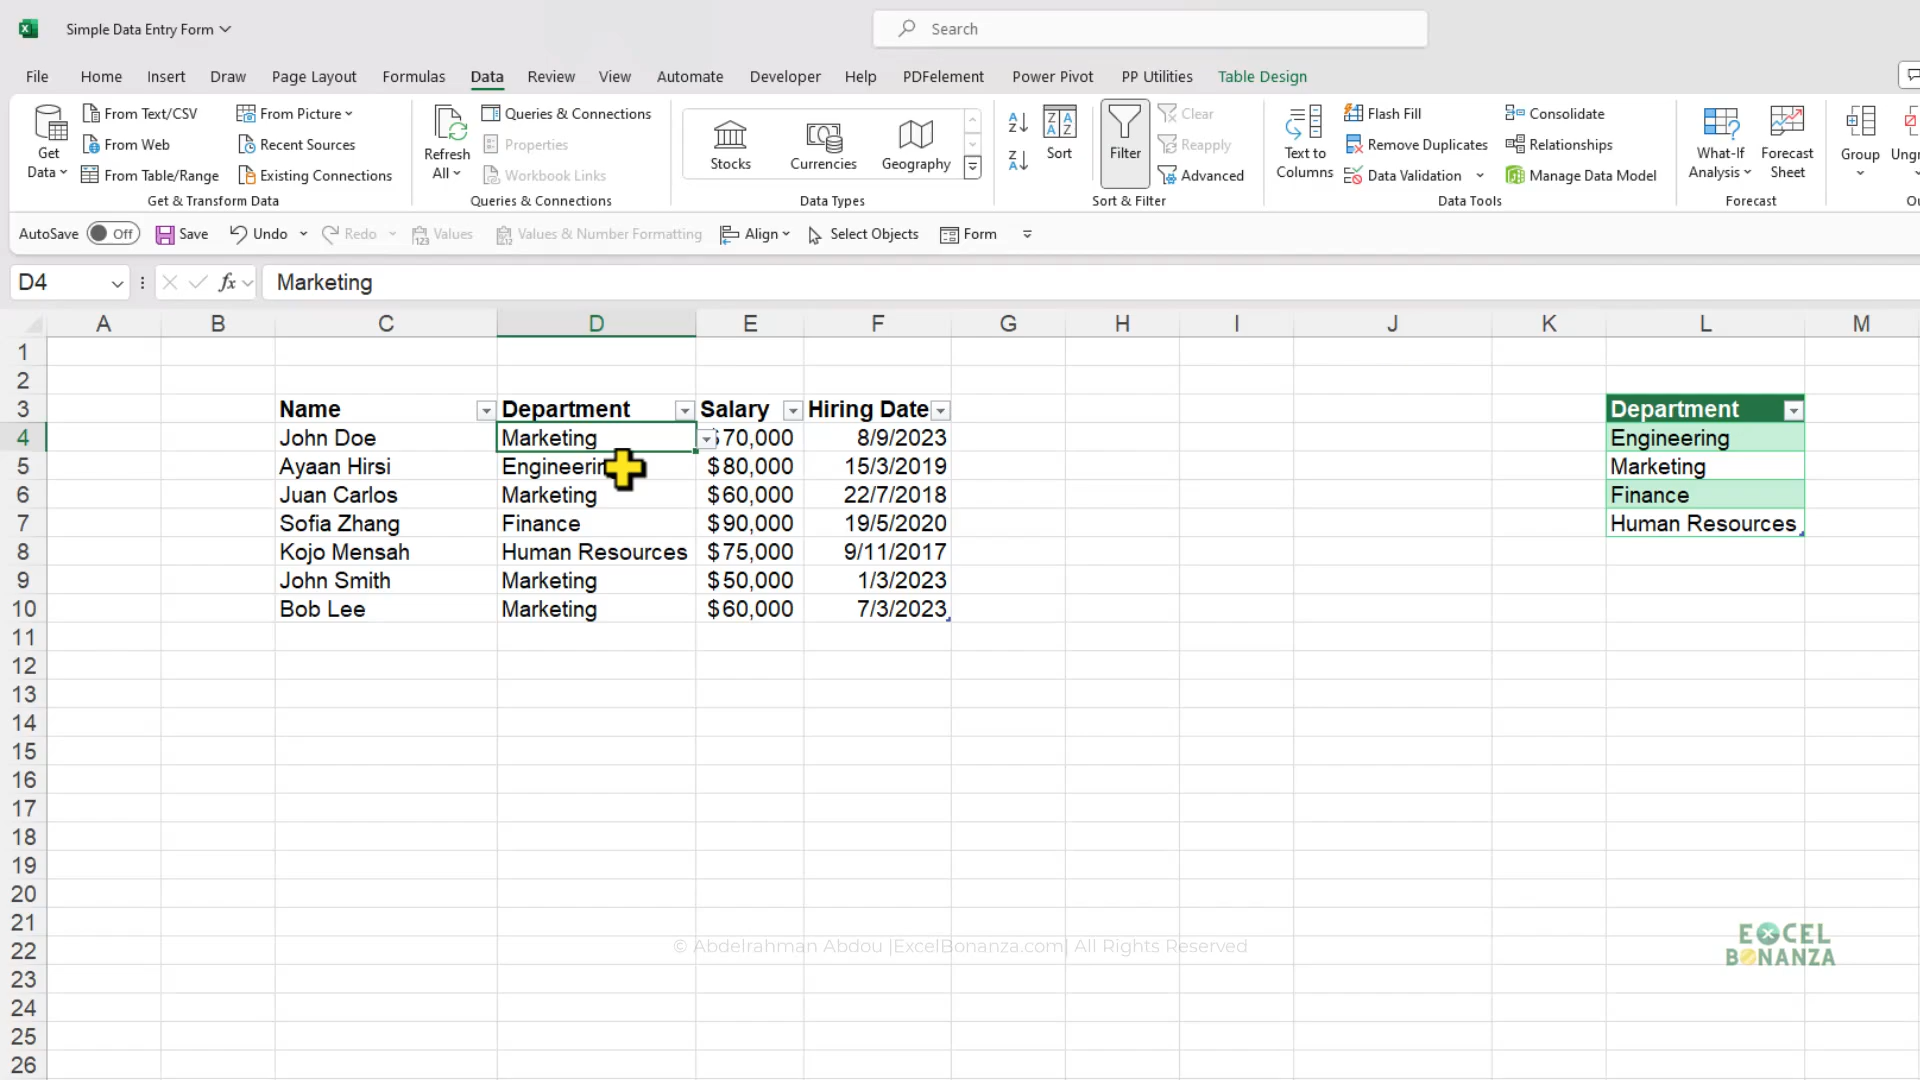 Simple Data Entry Form
Search
File Home Insert Draw Page Layout Formulas Data Review View Automate Developer Help PDFelement Power Pivot PP Utilities Table Design
Get Data
From Text/CSV
From Web
From Table/Range
From Picture
Recent Sources
Existing Connections
Get & Transform Data
Refresh All
Queries & Connections
Properties
Workbook Links
Queries & Connections
Stocks
Currencies
Geography
Data Types
Sort
Filter
Clear
Reapply
Advanced
Sort & Filter
Text to Columns
Flash Fill
Remove Duplicates
Data Validation
Consolidate
Relationships
Manage Data Model
Data Tools
What-If Analysis
Forecast Sheet
Forecast
Group
AutoSave Off Save Undo Redo Values Values & Number Formatting Align Select Objects Form
D4 fx Marketing
A B C D E F G H I J K L M
1
2
3 Name Department Salary Hiring Date Department
4 John Doe Marketing 70,000 8/9/2023 Engineering
5 Ayaan Hirsi $80,000 15/3/2019 Marketing
6 Juan Carlos Marketing $60,000 22/7/2018 Finance
7 Sofia Zhang Finance $90,000 19/5/2020 Human Resources
8 Kojo Mensah Human Resources $75,000 9/11/2017
9 John Smith Marketing $50,000 1/3/2023
10 Bob Lee Marketing $60,000 7/3/2023
11
12
13
14
15
16
17
18
19
20
21
22
23
24
25
26
© Abdelrahman Abdou |ExcelBonanza.com| All Rights Reserved
EXCEL
BONANZA